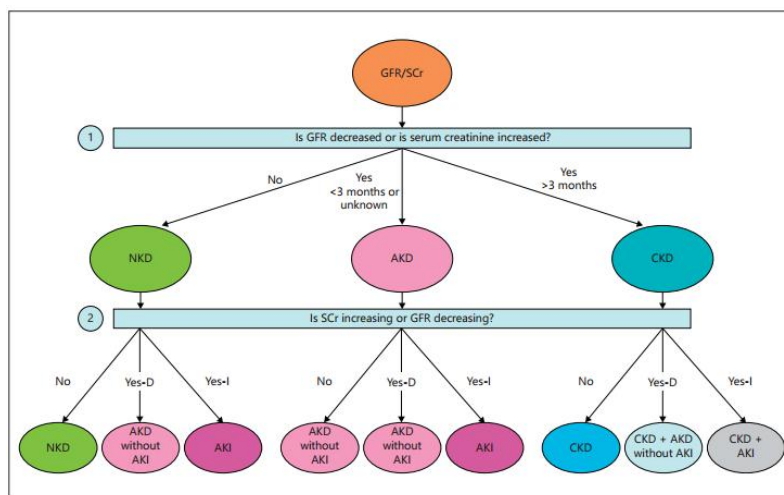 GFR/SCr
1
Is GFR decreased or is serum creatinine increased?
No
Yes
<3 months or
unknown
Yes
>3 months
NKD
AKD
CKD
2
Is SCr increasing or GFR decreasing?
No
Yes-D
Yes-I
No
Yes-D
Yes-I
No
Yes-D
Yes-I
NKD
AKD
without
AKI
AKI
AKD
without
AKI
AKD
without
AKI
AKI
CKD
CKD + AKD
without AKI
CKD +
AKI